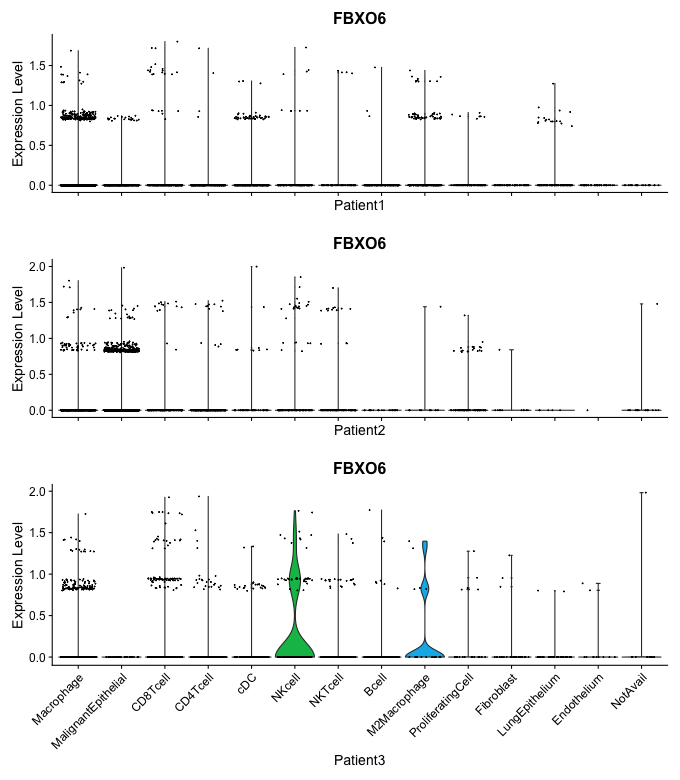 FBXO6
Expression Level
1.5
1.0
0.5
0.0
Patient1
FBXO6
Expression Level
2.0
1.5
1.0
0.5
0.0
Patient2
FBXO6
Expression Level
2.0
1.5
1.0
0.5
0.0
Macrophage
MalignantEpithelial
CD8Tcell
CD4Tcell
cDC
NKcell
NKTcell
Bcell
M2Macrophage
ProliferatingCell
Fibroblast
LungEpithelium
Endothelium
NotAvail
Patient3